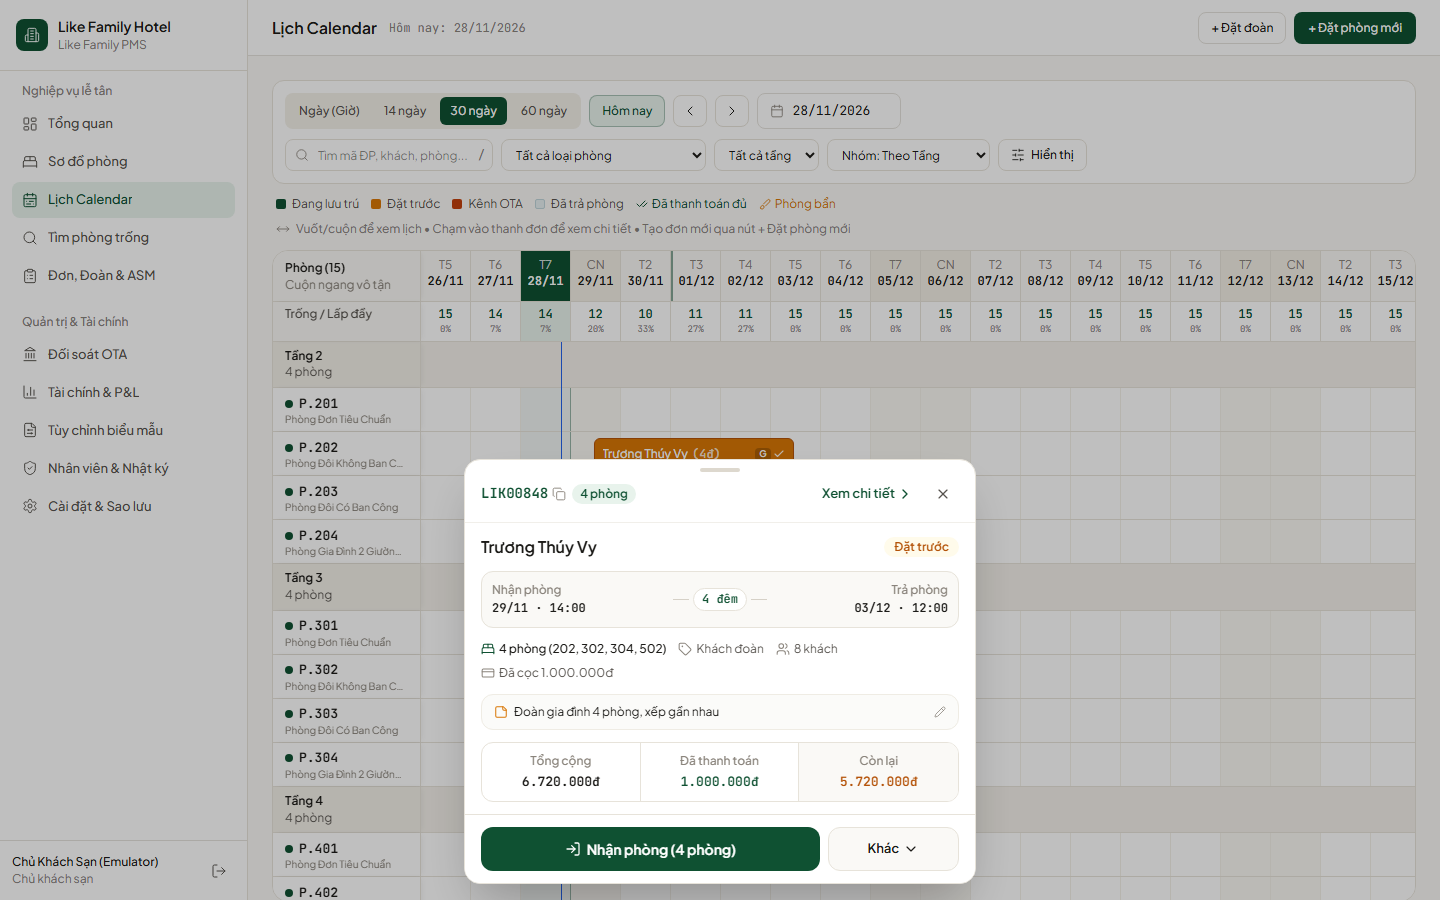 Like Family Hotel
Like Family PMS
Nghiệp vụ lễ tân
Tổng quan
Sơ đồ phòng
Lịch Calendar
Tìm phòng trống
Đơn, Đoàn & ASM
Quản trị & Tài chính
Đối soát OTA
Tài chính & P&L
Tùy chỉnh biểu mẫu
Nhân viên & Nhật ký
Cài đặt & Sao lưu
Chủ Khách Sạn (Emulator)
Chủ khách sạn
Lịch Calendar Hôm nay: 28/11/2026
+ Đặt đoàn + Đặt phòng mới
Ngày (Giờ) 14 ngày 30 ngày 60 ngày Hôm nay 28/11/2026
Tìm mã ĐP, khách, phòng... / Tất cả loại phòng Tất cả tầng Nhóm: Theo Tầng Hiển thị
Đang lưu trú Đặt trước Kênh OTA Đã trả phòng Đã thanh toán đủ Phòng bẩn
Vuốt/cuộn để xem lịch • Chạm vào thanh đơn để xem chi tiết • Tạo đơn mới qua nút + Đặt phòng mới
Phòng (15) T5 T6 T7 CN T2 T3 T4 T5 T6 T7 CN T2 T3 T4 T5 T6 T7 CN T2 T3
Cuộn ngang vô tận 26/11 27/11 28/11 29/11 30/11 01/12 02/12 03/12 04/12 05/12 06/12 07/12 08/12 09/12 10/12 11/12 12/12 13/12 14/12 15/12
Trống / Lấp đầy 15 14 14 12 10 11 11 15 15 15 15 15 15 15 15 15 15 15 15 15
0% 7% 7% 20% 33% 27% 27% 0% 0% 0% 0% 0% 0% 0% 0% 0% 0% 0% 0% 0%
Tầng 2
4 phòng
P.201
Phòng Đơn Tiêu Chuẩn
P.202
Phòng Đôi Không Ban C...
Trương Thúy Vy (4đ) G
P.203
Phòng Đôi Có Ban Công
P.204
Phòng Gia Đình 2 Giườn...
Tầng 3
4 phòng
P.301
Phòng Đơn Tiêu Chuẩn
P.302
Phòng Đôi Không Ban C...
P.303
Phòng Đôi Có Ban Công
P.304
Phòng Gia Đình 2 Giườn...
Tầng 4
4 phòng
P.401
Phòng Đơn Tiêu Chuẩn
P.402
LIK00848 4 phòng Xem chi tiết
Trương Thúy Vy Đặt trước
Nhận phòng Trả phòng
29/11 · 14:00 4 đêm 03/12 · 12:00
4 phòng (202, 302, 304, 502) Khách đoàn 8 khách
Đã cọc 1.000.000đ
Đoàn gia đình 4 phòng, xếp gần nhau
Tổng cộng Đã thanh toán Còn lại
6.720.000đ 1.000.000đ 5.720.000đ
Nhận phòng (4 phòng) Khác